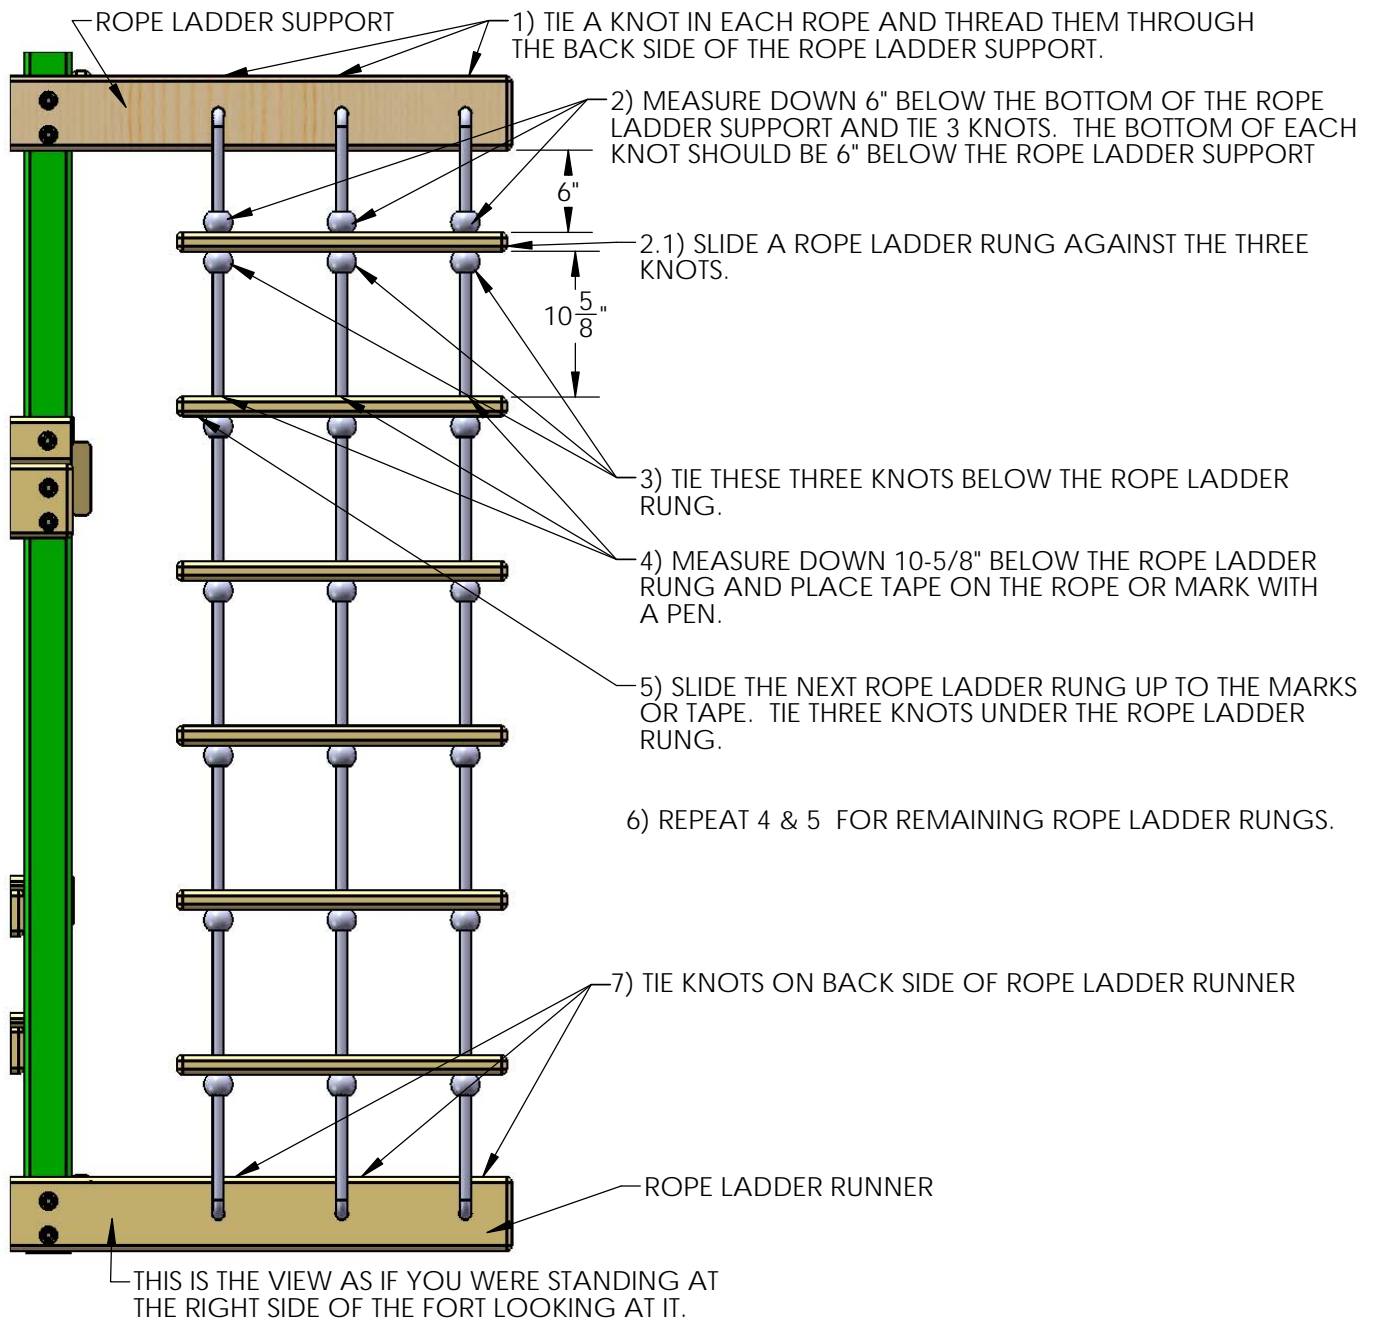 ROPE LADDER SUPPORT
1) TIE A KNOT IN EACH ROPE AND THREAD THEM THROUGH
THE BACK SIDE OF THE ROPE LADDER SUPPORT.
2) MEASURE DOWN 6" BELOW THE BOTTOM OF THE ROPE
LADDER SUPPORT AND TIE 3 KNOTS. THE BOTTOM OF EACH
KNOT SHOULD BE 6" BELOW THE ROPE LADDER SUPPORT
6"
2.1) SLIDE A ROPE LADDER RUNG AGAINST THE THREE
KNOTS.
10 5/8"
3) TIE THESE THREE KNOTS BELOW THE ROPE LADDER
RUNG.
4) MEASURE DOWN 10-5/8" BELOW THE ROPE LADDER
RUNG AND PLACE TAPE ON THE ROPE OR MARK WITH
A PEN.
5) SLIDE THE NEXT ROPE LADDER RUNG UP TO THE MARKS
OR TAPE. TIE THREE KNOTS UNDER THE ROPE LADDER
RUNG.
6) REPEAT 4 & 5 FOR REMAINING ROPE LADDER RUNGS.
7) TIE KNOTS ON BACK SIDE OF ROPE LADDER RUNNER
ROPE LADDER RUNNER
THIS IS THE VIEW AS IF YOU WERE STANDING AT
THE RIGHT SIDE OF THE FORT LOOKING AT IT.